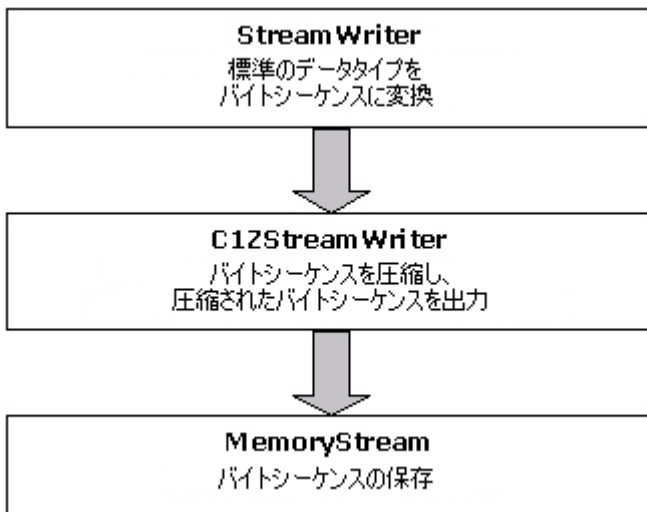 StreamWriter
標準のデータタイプを
バイトシーケンスに変換
C1ZStreamWriter
バイトシーケンスを圧縮し、
圧縮されたバイトシーケンスを出力
MemoryStream
バイトシーケンスの保存